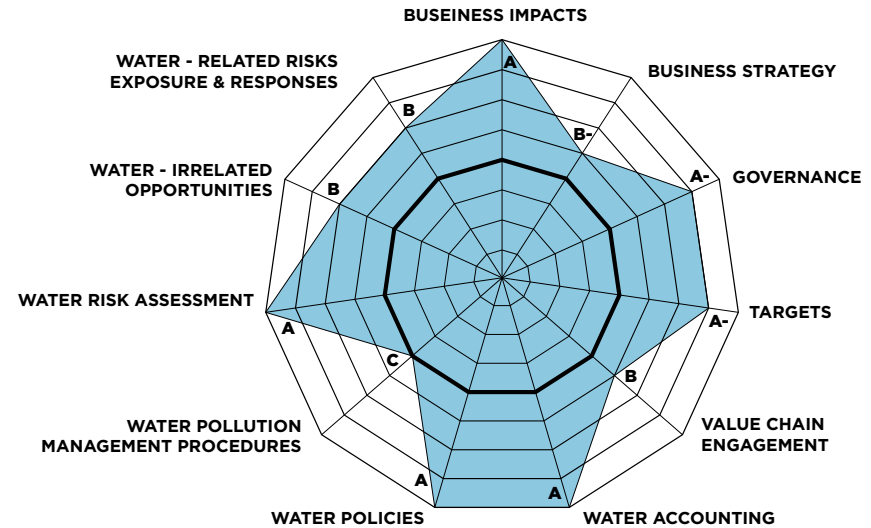 BUSEINESS IMPACTS
WATER - RELATED RISKS
EXPOSURE & RESPONSES
BUSINESS STRATEGY
A
B
B-
WATER - IRRELATED
OPPORTUNITIES
B
A-
GOVERNANCE
WATER RISK ASSESSMENT
A
A-
TARGETS
C
B
WATER POLLUTION
MANAGEMENT PROCEDURES
VALUE CHAIN
ENGAGEMENT
A
A
WATER POLICIES
WATER ACCOUNTING